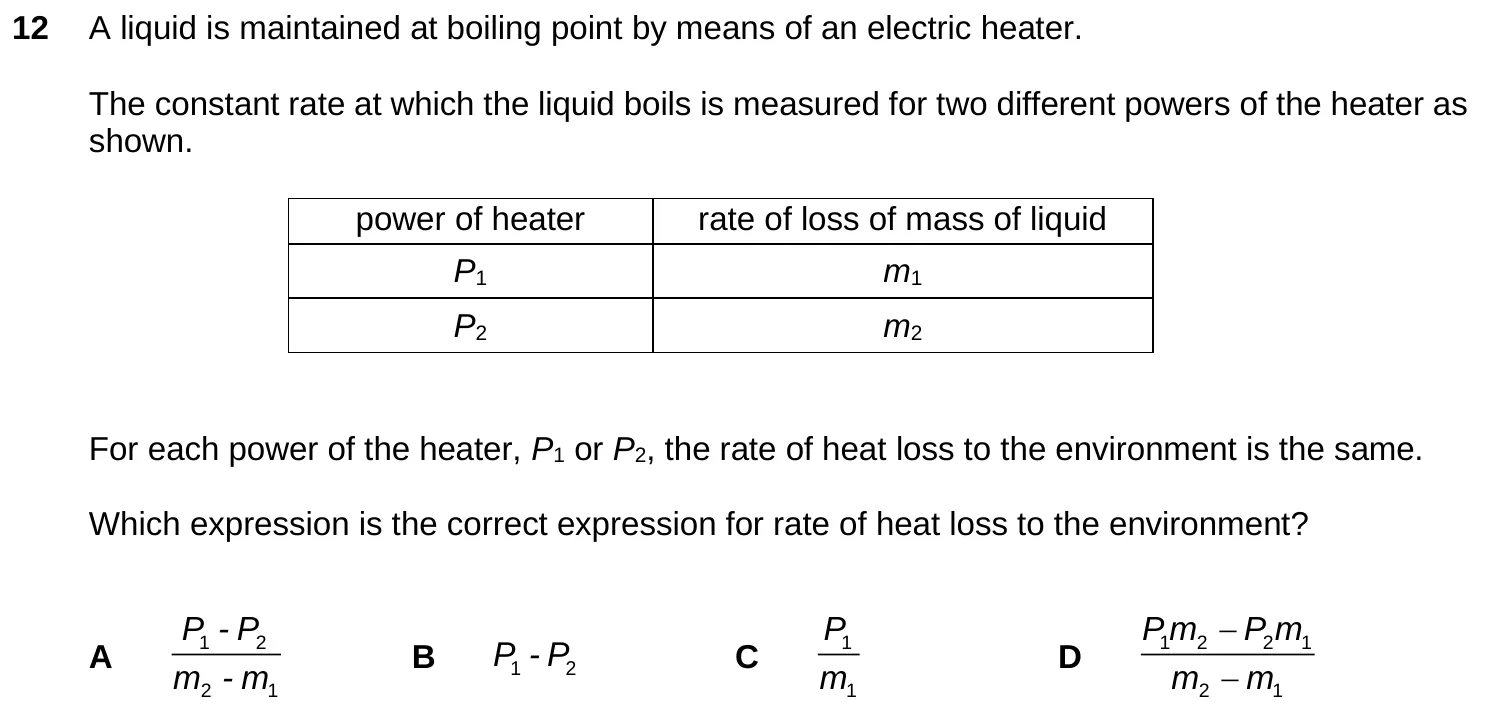 12 A liquid is maintained at boiling point by means of an electric heater.
The constant rate at which the liquid boils is measured for two different powers of the heater as
shown.
power of heater rate of loss of mass of liquid
P₁ m₁
P₂ m₂
For each power of the heater, P₁ or P₂, the rate of heat loss to the environment is the same.
Which expression is the correct expression for rate of heat loss to the environment?
A (P₁ - P₂)/(m₂ - m₁) B P₁ - P₂ C P₁/m₁ D (P₁m₂ – P₂m₁)/(m₂ – m₁)